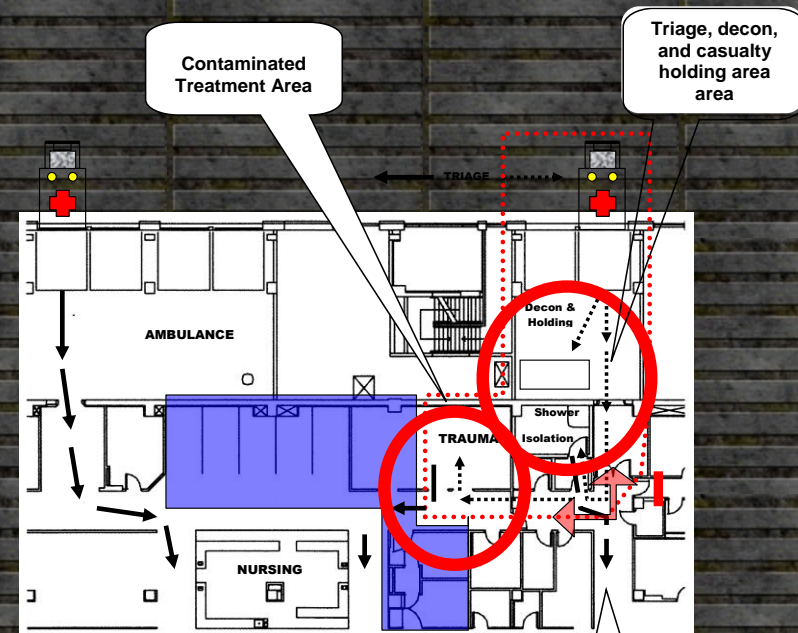 Triage, decon,
and casualty
holding area
area
Contaminated
Treatment Area
TRIAGE
Decon &
Holding
AMBULANCE
Shower
TRAUMA
Isolation
NURSING